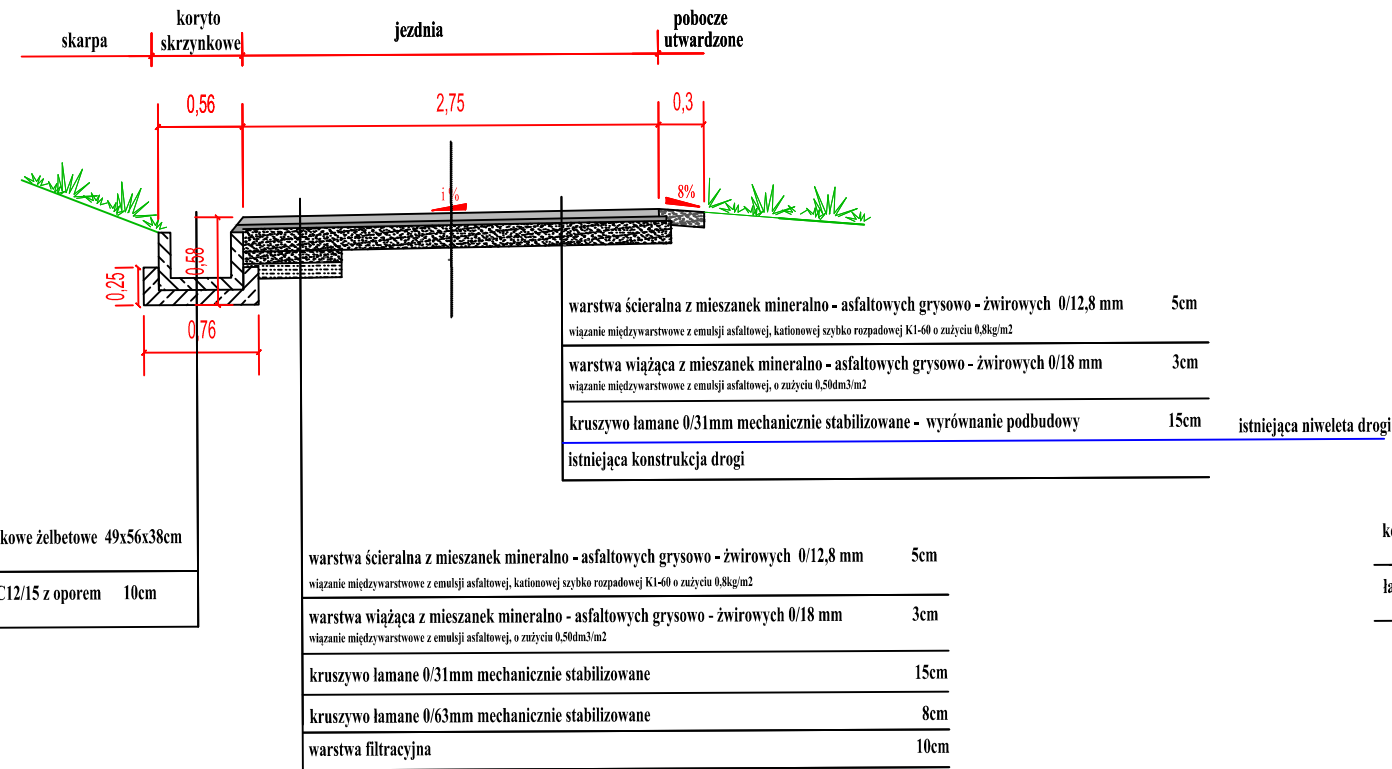 skarpa
koryto
skrzynkowe
jezdnia
pobocze
utwardzone
0,56
2,75
0,3
i %
8%
0,58
0,25
0,76
warstwa ścieralna z mieszanek mineralno - asfaltowych grysowo - żwirowych 0/12,8 mm 5cm
wiązanie międzywarstwowe z emulsji asfaltowej, kationowej szybko rozpadowej K1-60 o zużyciu 0,8kg/m2
warstwa wiążąca z mieszanek mineralno - asfaltowych grysowo - żwirowych 0/18 mm 3cm
wiązanie międzywarstwowe z emulsji asfaltowej, o zużyciu 0,50dm3/m2
kruszywo łamane 0/31mm mechanicznie stabilizowane - wyrównanie podbudowy 15cm
istniejąca niweleta drogi
istniejąca konstrukcja drogi
kowe żelbetowe 49x56x38cm
C12/15 z oporem 10cm
warstwa ścieralna z mieszanek mineralno - asfaltowych grysowo - żwirowych 0/12,8 mm 5cm
wiązanie międzywarstwowe z emulsji asfaltowej, kationowej szybko rozpadowej K1-60 o zużyciu 0,8kg/m2
warstwa wiążąca z mieszanek mineralno - asfaltowych grysowo - żwirowych 0/18 mm 3cm
wiązanie międzywarstwowe z emulsji asfaltowej, o zużyciu 0,50dm3/m2
kruszywo łamane 0/31mm mechanicznie stabilizowane 15cm
kruszywo łamane 0/63mm mechanicznie stabilizowane 8cm
warstwa filtracyjna 10cm